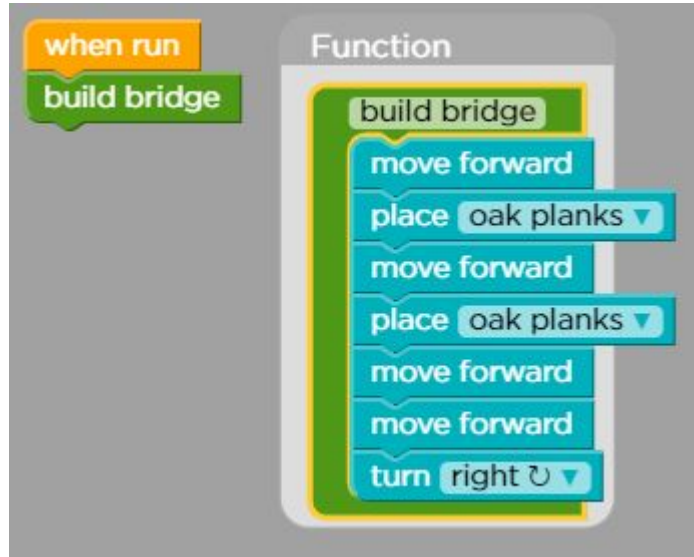 when run
build bridge
Function
build bridge
move forward
place oak planks
move forward
place oak planks
move forward
move forward
turn right ↻